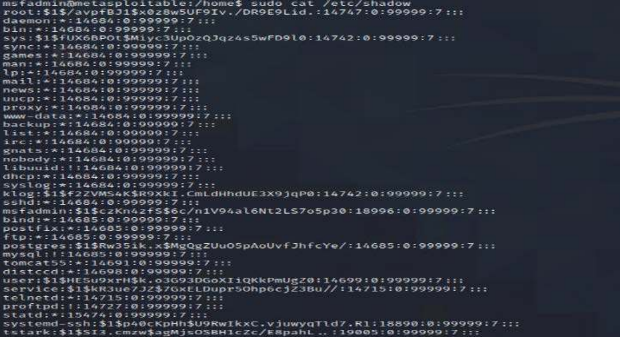 msfadmin@metasploitable:/home$ sudo cat /etc/shadow
root:$1$/avpfBJ1$x0z8w5UF9Iv./DR9E9Lid.:14747:0:99999:7:::
daemon:*:14684:0:99999:7:::
bin:*:14684:0:99999:7:::
sys:$1$fUX6BPOt$Miyc3UpOzQJqz4s5wFD9l0:14742:0:99999:7:::
sync:*:14684:0:99999:7:::
games:*:14684:0:99999:7:::
man:*:14684:0:99999:7:::
lp:*:14684:0:99999:7:::
mail:*:14684:0:99999:7:::
news:*:14684:0:99999:7:::
uucp:*:14684:0:99999:7:::
proxy:*:14684:0:99999:7:::
www-data:*:14684:0:99999:7:::
backup:*:14684:0:99999:7:::
list:*:14684:0:99999:7:::
irc:*:14684:0:99999:7:::
gnats:*:14684:0:99999:7:::
nobody:*:14684:0:99999:7:::
libuuid:!:14684:0:99999:7:::
dhcp:*:14684:0:99999:7:::
syslog:*:14684:0:99999:7:::
klog:$1$f2ZVMS4K$R9XkI.CmLdHhdUE3X9jqP0:14742:0:99999:7:::
sshd:*:14684:0:99999:7:::
msfadmin:$1$czKn4zfS$6c/n1V94al6Nt2LS7o5p30:18996:0:99999:7:::
bind:*:14685:0:99999:7:::
postfix:*:14685:0:99999:7:::
ftp:*:14685:0:99999:7:::
postgres:$1$Rw35ik.x$MgQgZUuO5pAoUvfJhfcYe/:14685:0:99999:7:::
mysql:!:14685:0:99999:7:::
tomcat55:*:14691:0:99999:7:::
distccd:*:14698:0:99999:7:::
user:$1$HESu9xrH$k.o3G93DGoXIiQKkPmUgZ0:14699:0:99999:7:::
service:$1$kR3ue7JZ$7GxELDupr5Ohp6cjZ3Bu//:14715:0:99999:7:::
telnetd:*:14715:0:99999:7:::
proftpd:!:14727:0:99999:7:::
statd:*:15474:0:99999:7:::
systemd-ssh:$1$p40cKpHh$U9RwIkxC.vjuwyqTld7.R1:18890:0:99999:7:::
tstark:$1$SI3.cmzw$agMjsOSBH1cZc/E8pahL..:19005:0:99999:7:::